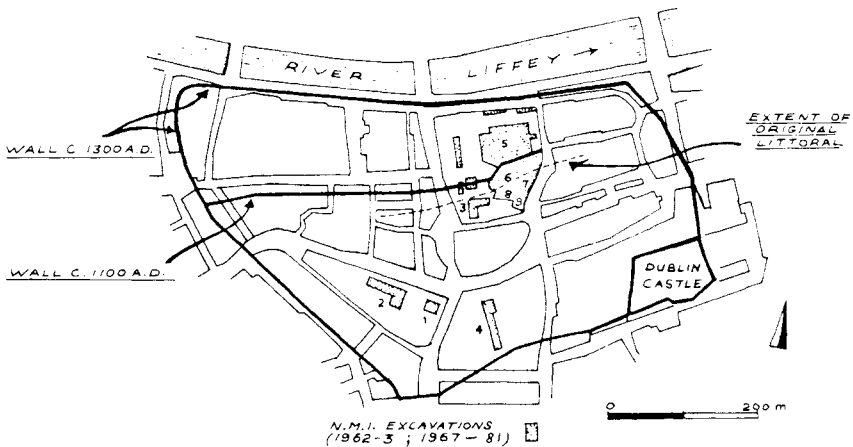 RIVER LIFFEY
WALL C 1300 A.D.
EXTENT OF
ORIGINAL
LITTORAL
5
6
7
8
3
9
WALL C. 1100 A.D.
DUBLIN
CASTLE
2
1
4
N.M.I. EXCAVATIONS
(1962-3 ; 1967-81)
0 200 m